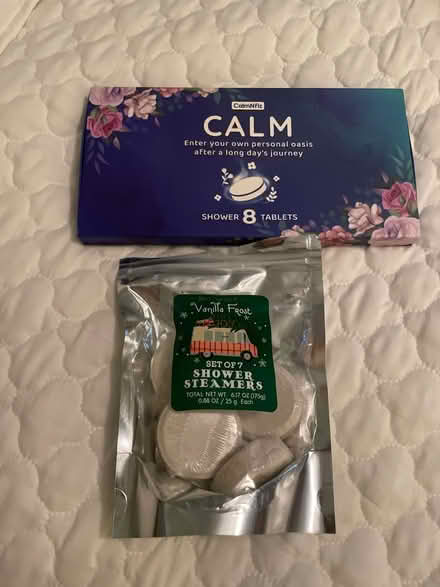 CalmNFiz
CALM
Enter your own personal oasis
after a long day's journey
SHOWER 8 TABLETS
Vanilla Frost
SET OF 7
SHOWER
STEAMERS
TOTAL NET WT. 6.17 OZ (175g)
0.88 OZ / 25 g Each